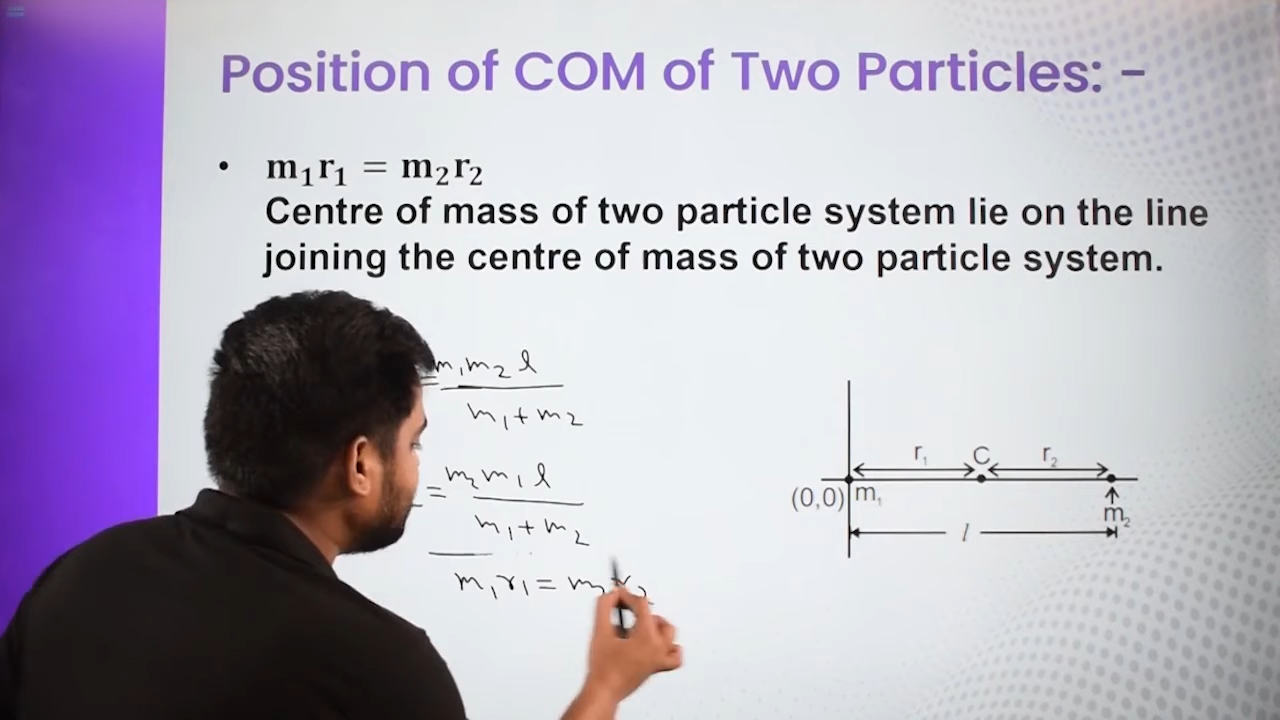 Position of COM of Two Particles: -
• m₁r₁ = m₂r₂
Centre of mass of two particle system lie on the line
joining the centre of mass of two particle system.
= m₁m₂ l
m₁ + m₂
= m₂m₁ l
m₁ + m₂
m₁r₁ = m₂r₂
r₁ C r₂
(0,0) m₁
m₂
l